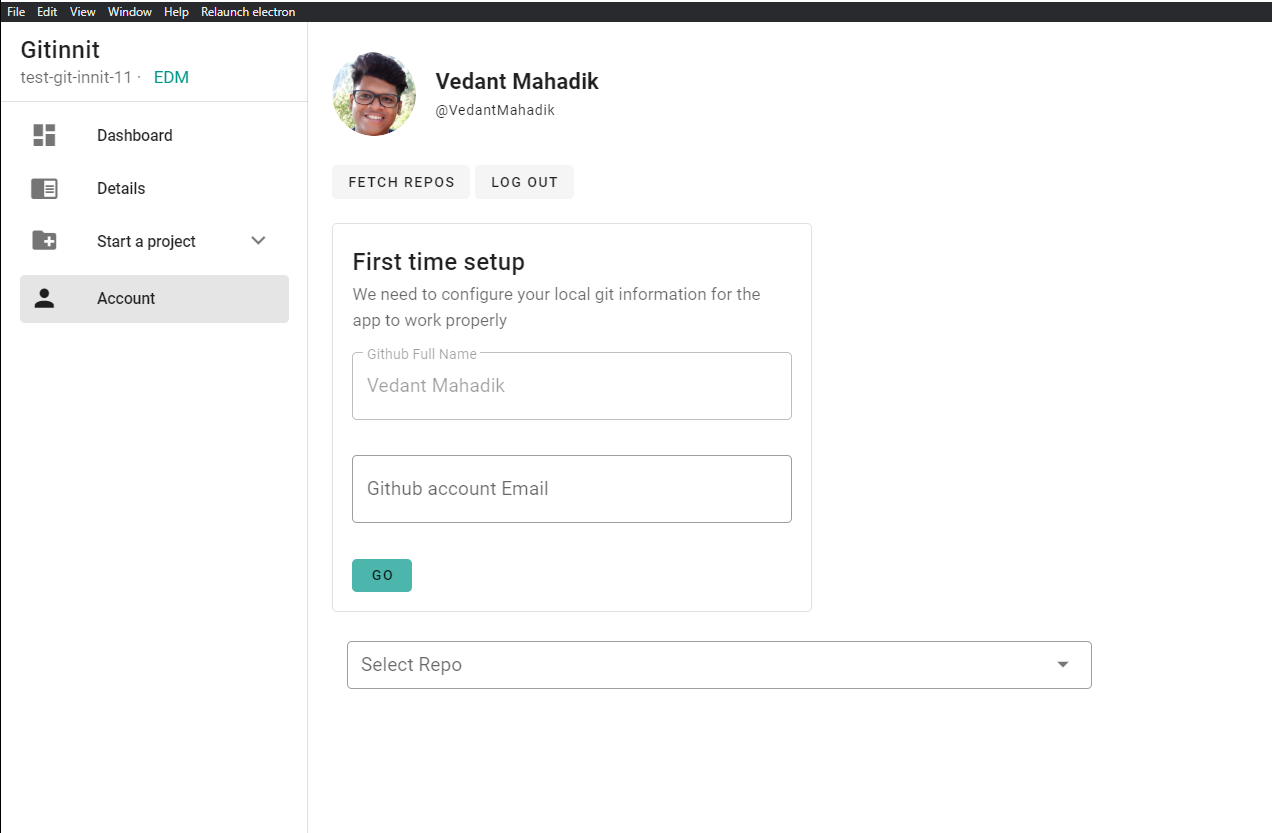 File Edit View Window Help Relaunch electron
Gitinnit
test-git-innit-11 · EDM
Dashboard
Details
Start a project
Account
Vedant Mahadik
@VedantMahadik
FETCH REPOS LOG OUT
First time setup
We need to configure your local git information for the
app to work properly
Github Full Name
Vedant Mahadik
Github account Email
GO
Select Repo